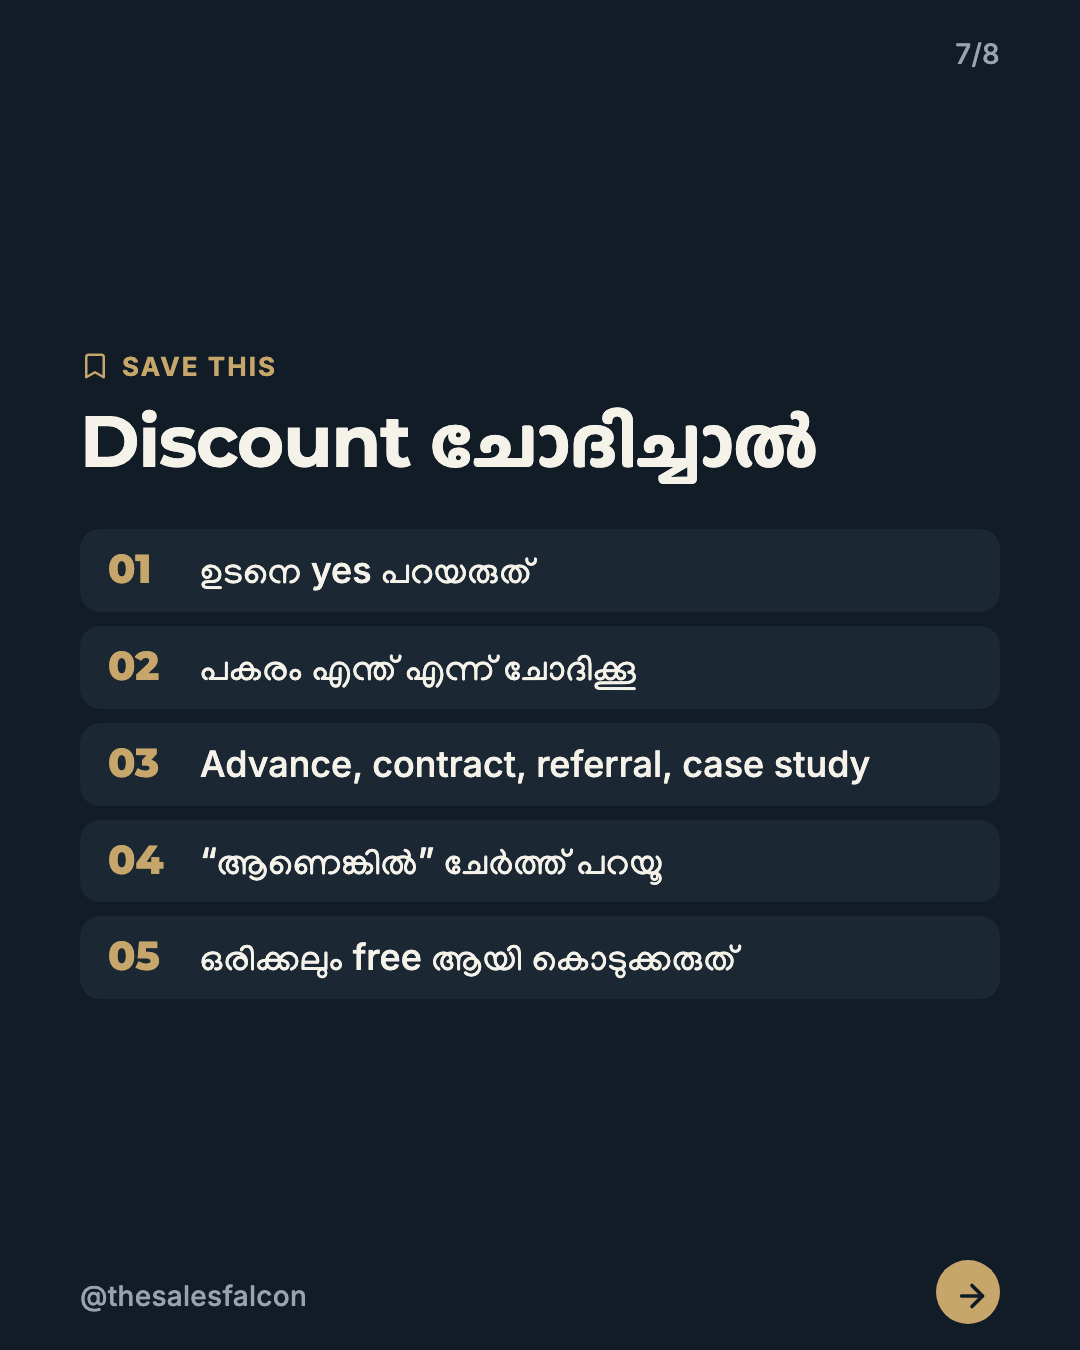 7/8
SAVE THIS
Discount ചോദിച്ചാൽ
01 ഉടനെ yes പറയരുത്
02 പകരം എന്ത് എന്ന് ചോദിക്കൂ
03 Advance, contract, referral, case study
04 “ആണെങ്കിൽ” ചേർത്ത് പറയൂ
05 ഒരിക്കലും free ആയി കൊടുക്കരുത്
@thesalesfalcon